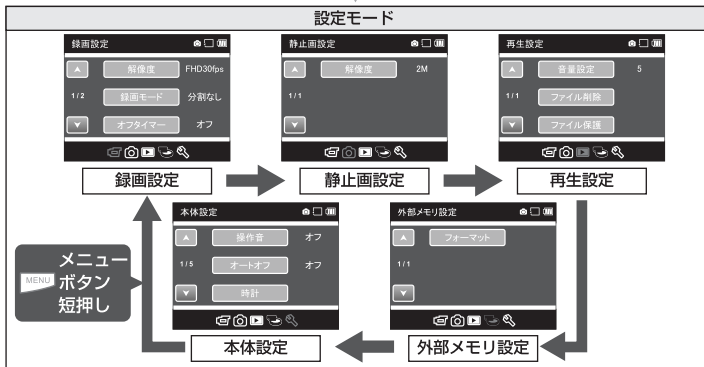 設定モード
録画設定
解像度 FHD30fps
1/2 録画モード 分割なし
オフタイマー オフ
録画設定
静止画設定
解像度 2M
1/1
静止画設定
再生設定
音量設定 5
1/1 ファイル削除
ファイル保護
再生設定
MENU
メニュー
ボタン
短押し
本体設定
操作音 オフ
1/5 オートオフ オフ
時計
本体設定
外部メモリ設定
フォーマット
1/1
外部メモリ設定